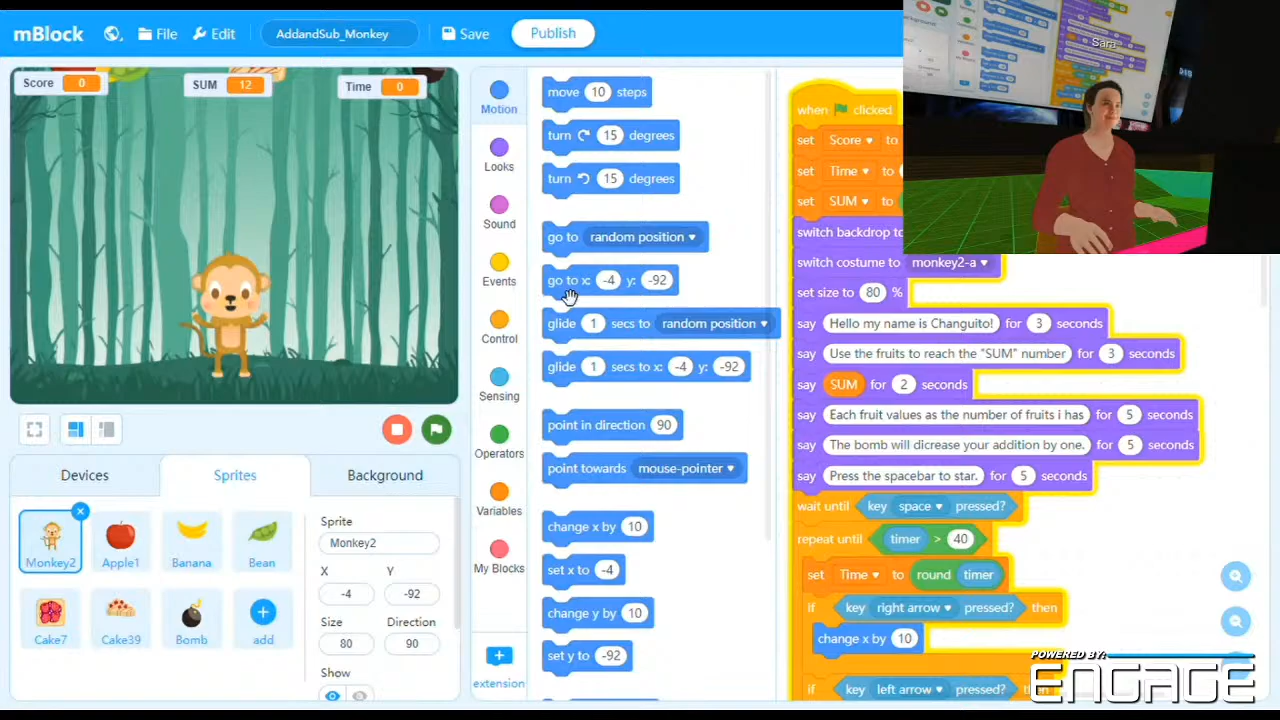 mBlock File Edit AddandSub_Monkey Save Publish
Sara
Score 0 SUM 12 Time 0
Motion
Looks
Sound
Events
Control
Sensing
Operators
Variables
My Blocks
extension
move 10 steps
turn 15 degrees
turn 15 degrees
go to random position
go to x: -4 y: -92
glide 1 secs to random position
glide 1 secs to x: -4 y: -92
point in direction 90
point towards mouse-pointer
change x by 10
set x to -4
change y by 10
set y to -92
when clicked
set Score to
set Time to
set SUM to
switch backdrop to
switch costume to monkey2-a
set size to 80 %
say Hello my name is Changuito! for 3 seconds
say Use the fruits to reach the "SUM" number for 3 seconds
say SUM for 2 seconds
say Each fruit values as the number of fruits i has for 5 seconds
say The bomb will dicrease your addition by one. for 5 seconds
say Press the spacebar to star. for 5 seconds
wait until key space pressed?
repeat until timer > 40
set Time to round timer
if key right arrow pressed? then
change x by 10
if key left arrow pressed?
Devices Sprites Background
Monkey2 Apple1 Banana Bean
Cake7 Cake39 Bomb add
Sprite
Monkey2
X Y
-4 -92
Size Direction
80 90
Show
POWERED BY:
ENGAGE